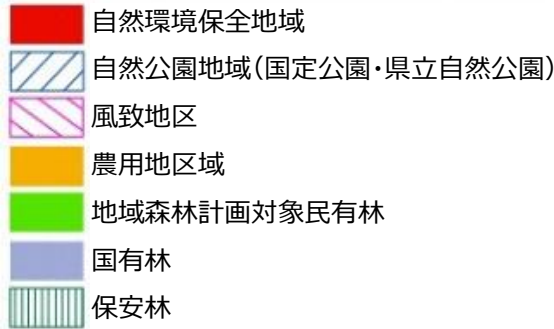 自然環境保全地域
自然公園地域(国定公園・県立自然公園)
風致地区
農用地区域
地域森林計画対象民有林
国有林
保安林